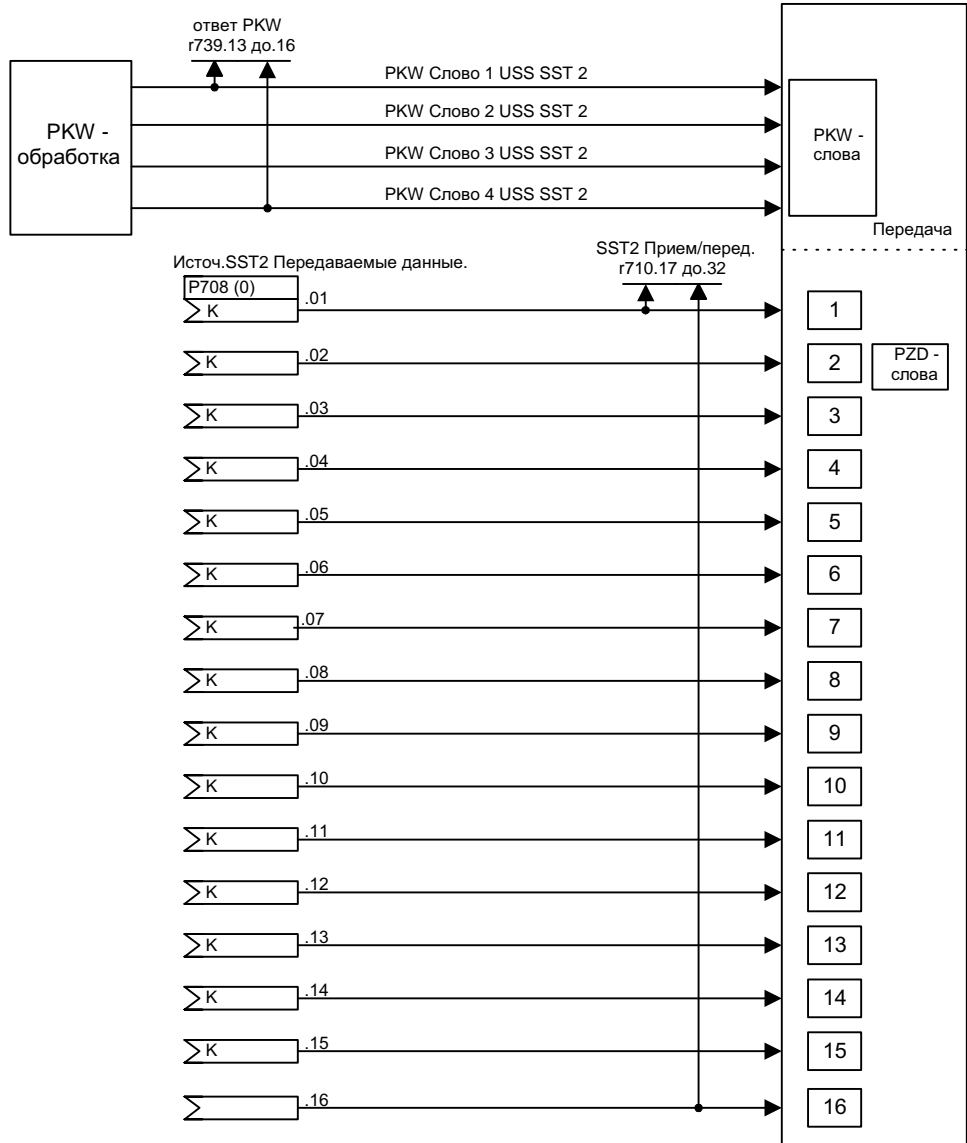 ответ PKW
r739.13 до.16
PKW Слово 1 USS SST 2
PKW Слово 2 USS SST 2
PKW Слово 3 USS SST 2
PKW Слово 4 USS SST 2
PKW -
обработка
PKW -
слова
Передача
Источ.SST2 Передаваемые данные.
SST2 Прием/перед.
r710.17 до.32
P708 (0)
K
.01
1
K
.02
2
PZD -
слова
K
.03
3
K
.04
4
K
.05
5
K
.06
6
K
.07
7
K
.08
8
K
.09
9
K
.10
10
K
.11
11
K
.12
12
K
.13
13
K
.14
14
K
.15
15
.16
16